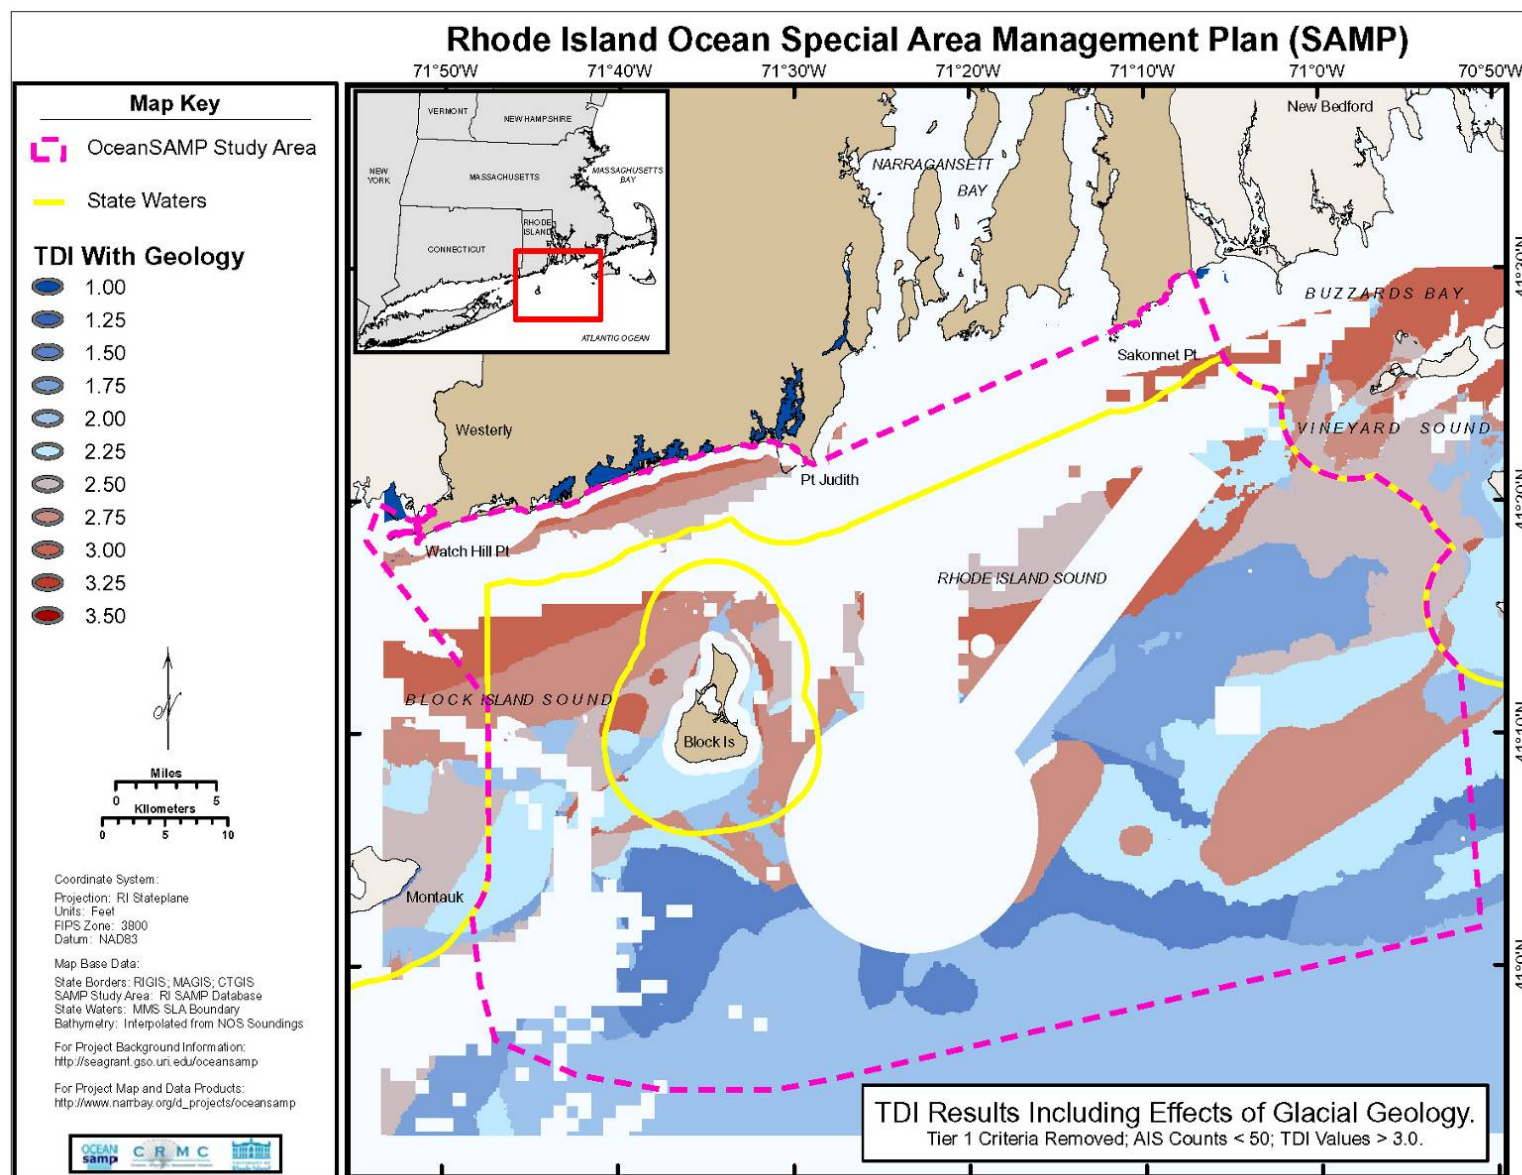 Rhode Island Ocean Special Area Management Plan (SAMP)
Map Key
OceanSAMP Study Area
State Waters
TDI With Geology
1.00
1.25
1.50
1.75
2.00
2.25
2.50
2.75
3.00
3.25
3.50
N
Miles
0 5
Kilometers
0 5 10
Coordinate System:
Projection: RI Stateplane
Units: Feet
FIPS Zone: 3800
Datum: NAD83
Map Base Data:
State Borders: RIGIS; MAGIS; CTGIS
SAMP Study Area: RI SAMP Database
State Waters: MMS SLA Boundary
Bathymetry: Interpolated from NOS Soundings
For Project Background Information:
http://seagrant.gso.uri.edu/oceansamp
For Project Map and Data Products:
http://www.narrbay.org/d_projects/oceansamp
OCEAN
samp
CRMC
71°50'W 71°40'W 71°30'W 71°20'W 71°10'W 71°0'W 70°50'W
VERMONT
NEW HAMPSHIRE
NEW
YORK
MASSACHUSETTS
MASSACHUSETTS
BAY
RHODE
ISLAND
CONNECTICUT
ATLANTIC OCEAN
New Bedford
NARRAGANSETT
BAY
41°30'N
BUZZARDS BAY
Sakonnet Pt.
Westerly
VINEYARD SOUND
Pt Judith
41°20'N
Watch Hill Pt
RHODE ISLAND SOUND
BLOCK ISLAND SOUND
Block Is
41°10'N
Montauk
41°0'N
TDI Results Including Effects of Glacial Geology.
Tier 1 Criteria Removed; AIS Counts < 50; TDI Values > 3.0.